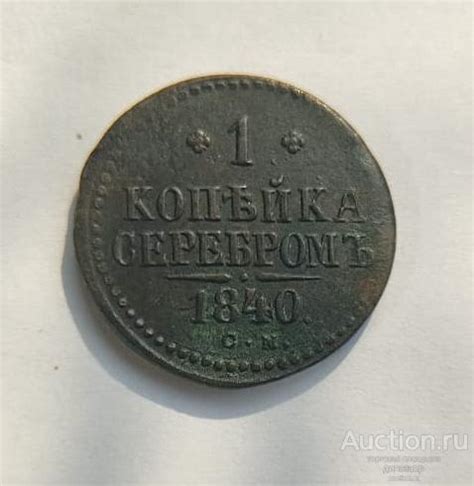 1
КОПѢЙКА
СЕРЕБРОМЪ
1840.
С.М.
Auction.ru